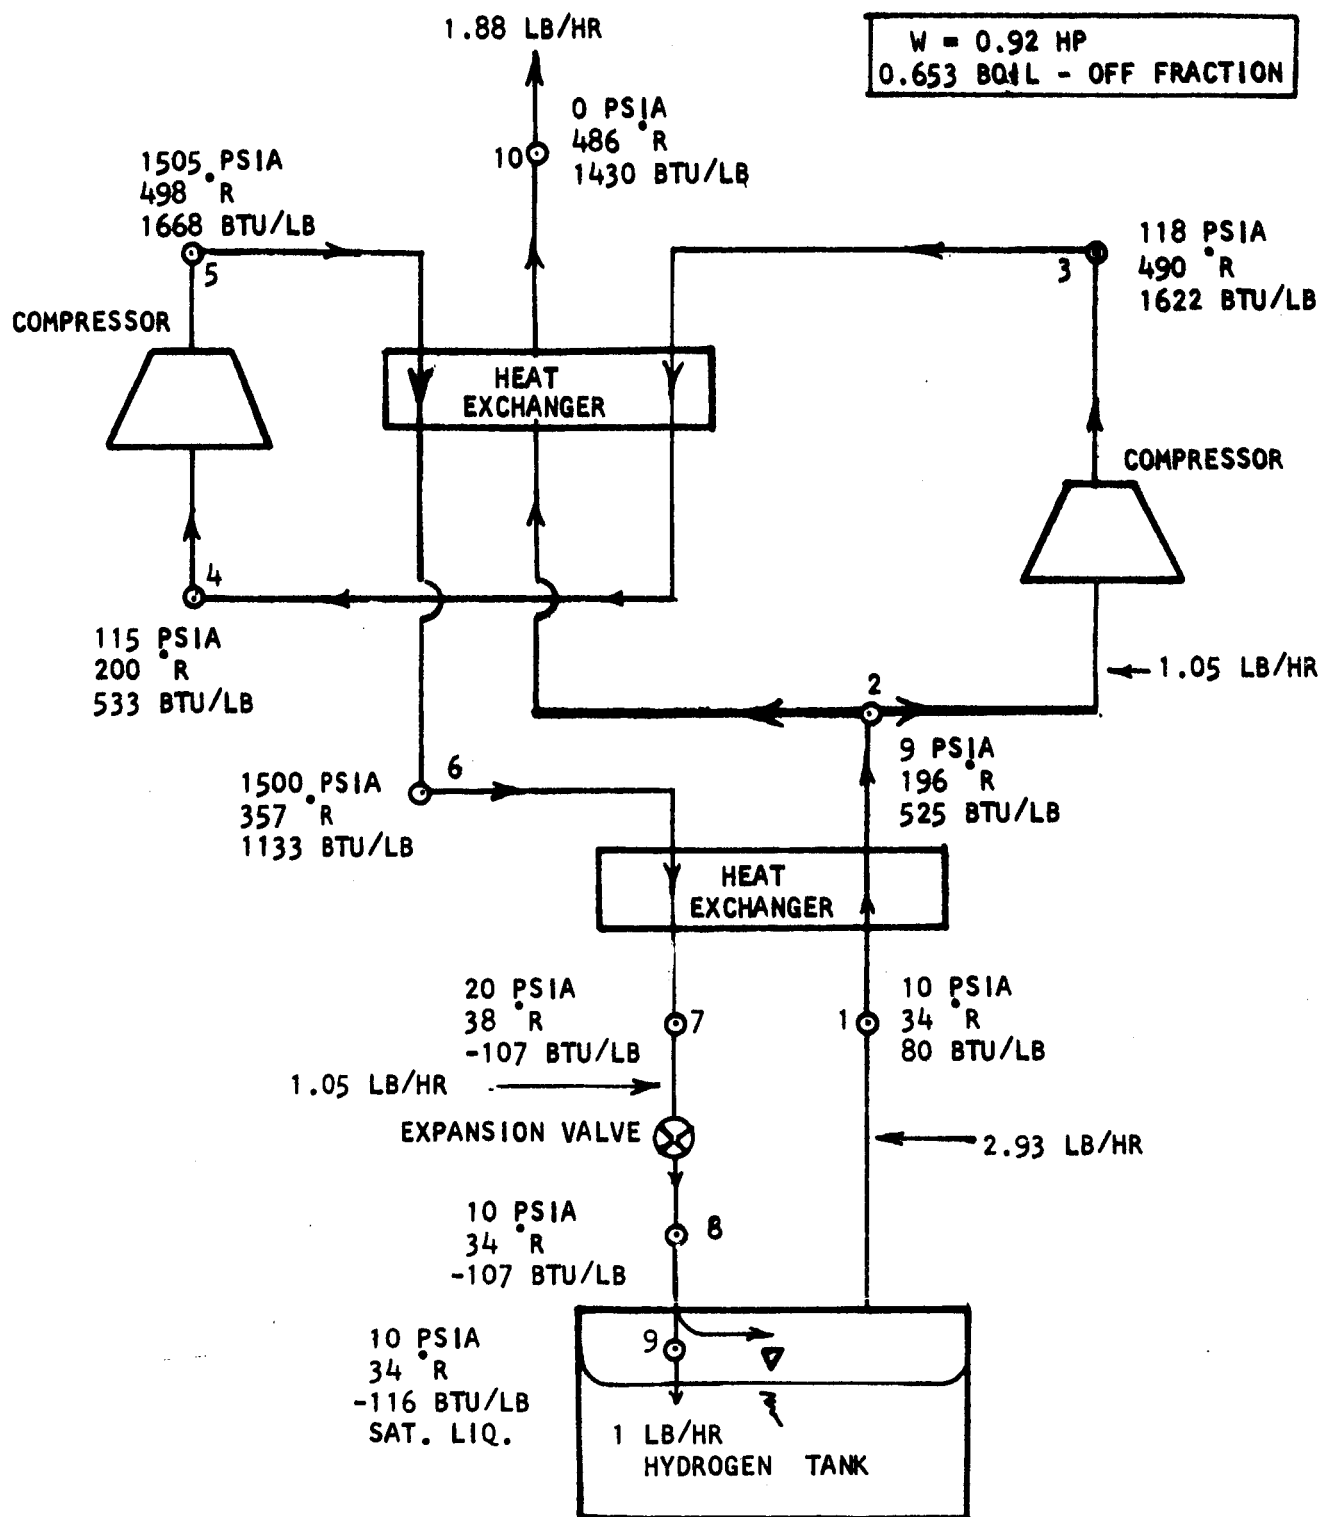 1.88 LB/HR
W = 0.92 HP
0.653 BOIL - OFF FRACTION
0 PSIA
486 °R
1430 BTU/LB
10
1505 PSIA
498 °R
1668 BTU/LB
5
118 PSIA
490 °R
1622 BTU/LB
3
COMPRESSOR
HEAT
EXCHANGER
COMPRESSOR
4
115 PSIA
200 °R
533 BTU/LB
1.05 LB/HR
2
9 PSIA
196 °R
525 BTU/LB
6
1500 PSIA
357 °R
1133 BTU/LB
HEAT
EXCHANGER
20 PSIA
38 °R
-107 BTU/LB
7
1
10 PSIA
34 °R
80 BTU/LB
1.05 LB/HR
EXPANSION VALVE
2.93 LB/HR
10 PSIA
34 °R
-107 BTU/LB
8
10 PSIA
34 °R
-116 BTU/LB
SAT. LIQ.
9
1 LB/HR
HYDROGEN TANK